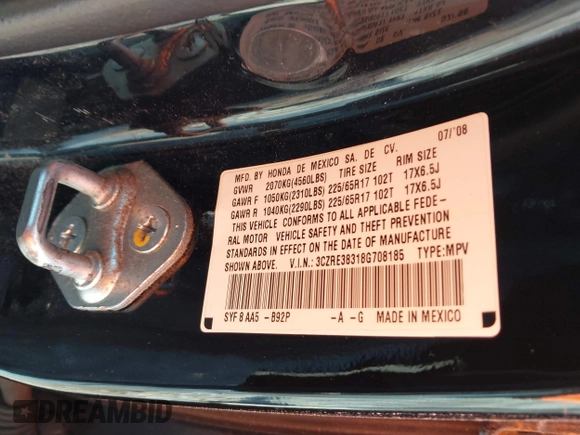 07/'08
MFD. BY HONDA DE MEXICO SA. DE CV.
GVWR 2070KG(4560LBS) TIRE SIZE RIM SIZE
GAWR F 1050KG(2310LBS) 225/65R17 102T 17X6.5J
GAWR R 1040KG(2290LBS) 225/65R17 102T 17X6.5J
THIS VEHICLE CONFORMS TO ALL APPLICABLE FEDE-
RAL MOTOR VEHICLE SAFETY AND THEFT PREVENTION
STANDARDS IN EFFECT ON THE DATE OF MANUFACTURE
SHOWN ABOVE. V.I.N.: 3CZRE38318G708185 TYPE:MPV
SYF 8 AA5 -B92P -A -G MADE IN MEXICO
DREAMBID